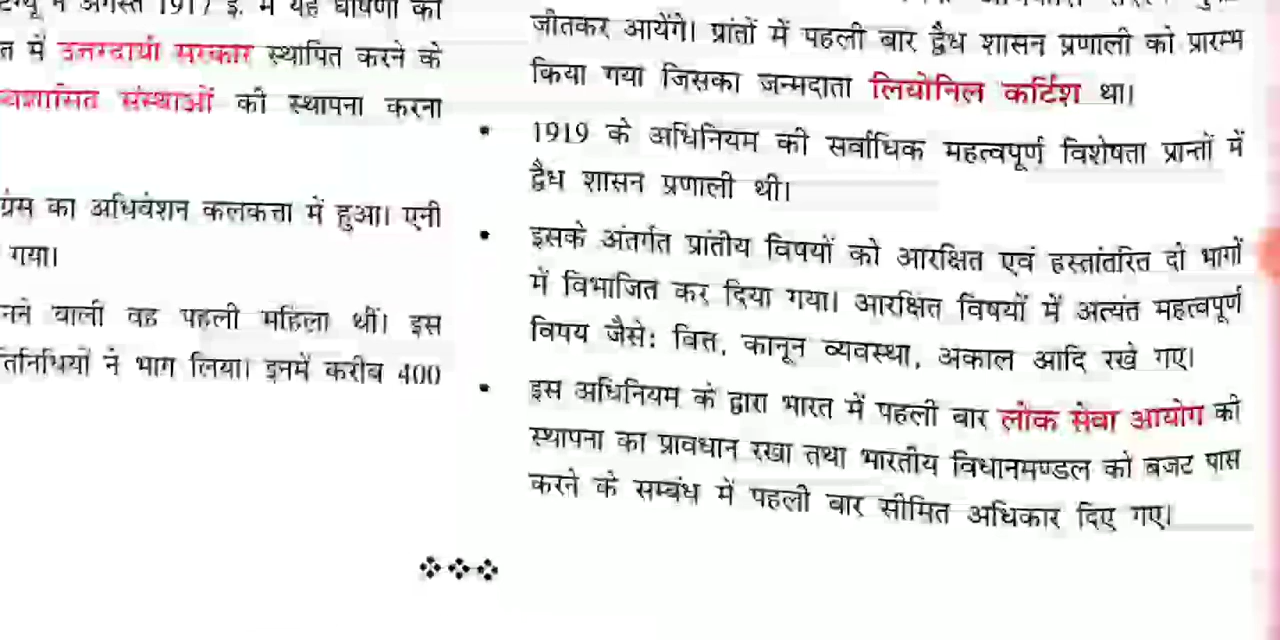 में यह घोषणा की
त में उत्तरदायी सरकार स्थापित करने के
संस्थाओं की स्थापना करना
का अधिवेशन कलकत्ता में हुआ। एनी
गया।
नने वाली वह पहली महिला थीं। इस
तिनिधियों ने भाग लिया। इनमें करीब 400
जीतकर आयेंगे। प्रांतों में पहली बार द्वैध शासन प्रणाली को प्रारम्भ
किया गया जिसका जन्मदाता लियोनिल कर्टिश था।
• 1919 के अधिनियम की सर्वाधिक महत्वपूर्ण विशेषता प्रान्तों में
द्वैध शासन प्रणाली थी।
• इसके अंतर्गत प्रांतीय विषयों को आरक्षित एवं हस्तांतरित दो भागों
में विभाजित कर दिया गया। आरक्षित विषयों में अत्यंत महत्वपूर्ण
विषय जैसे: वित्त, कानून व्यवस्था, अकाल आदि रखे गए।
• इस अधिनियम के द्वारा भारत में पहली बार लोक सेवा आयोग की
स्थापना का प्रावधान रखा तथा भारतीय विधानमण्डल को बजट पास
करने के सम्बंध में पहली बार सीमित अधिकार दिए गए।